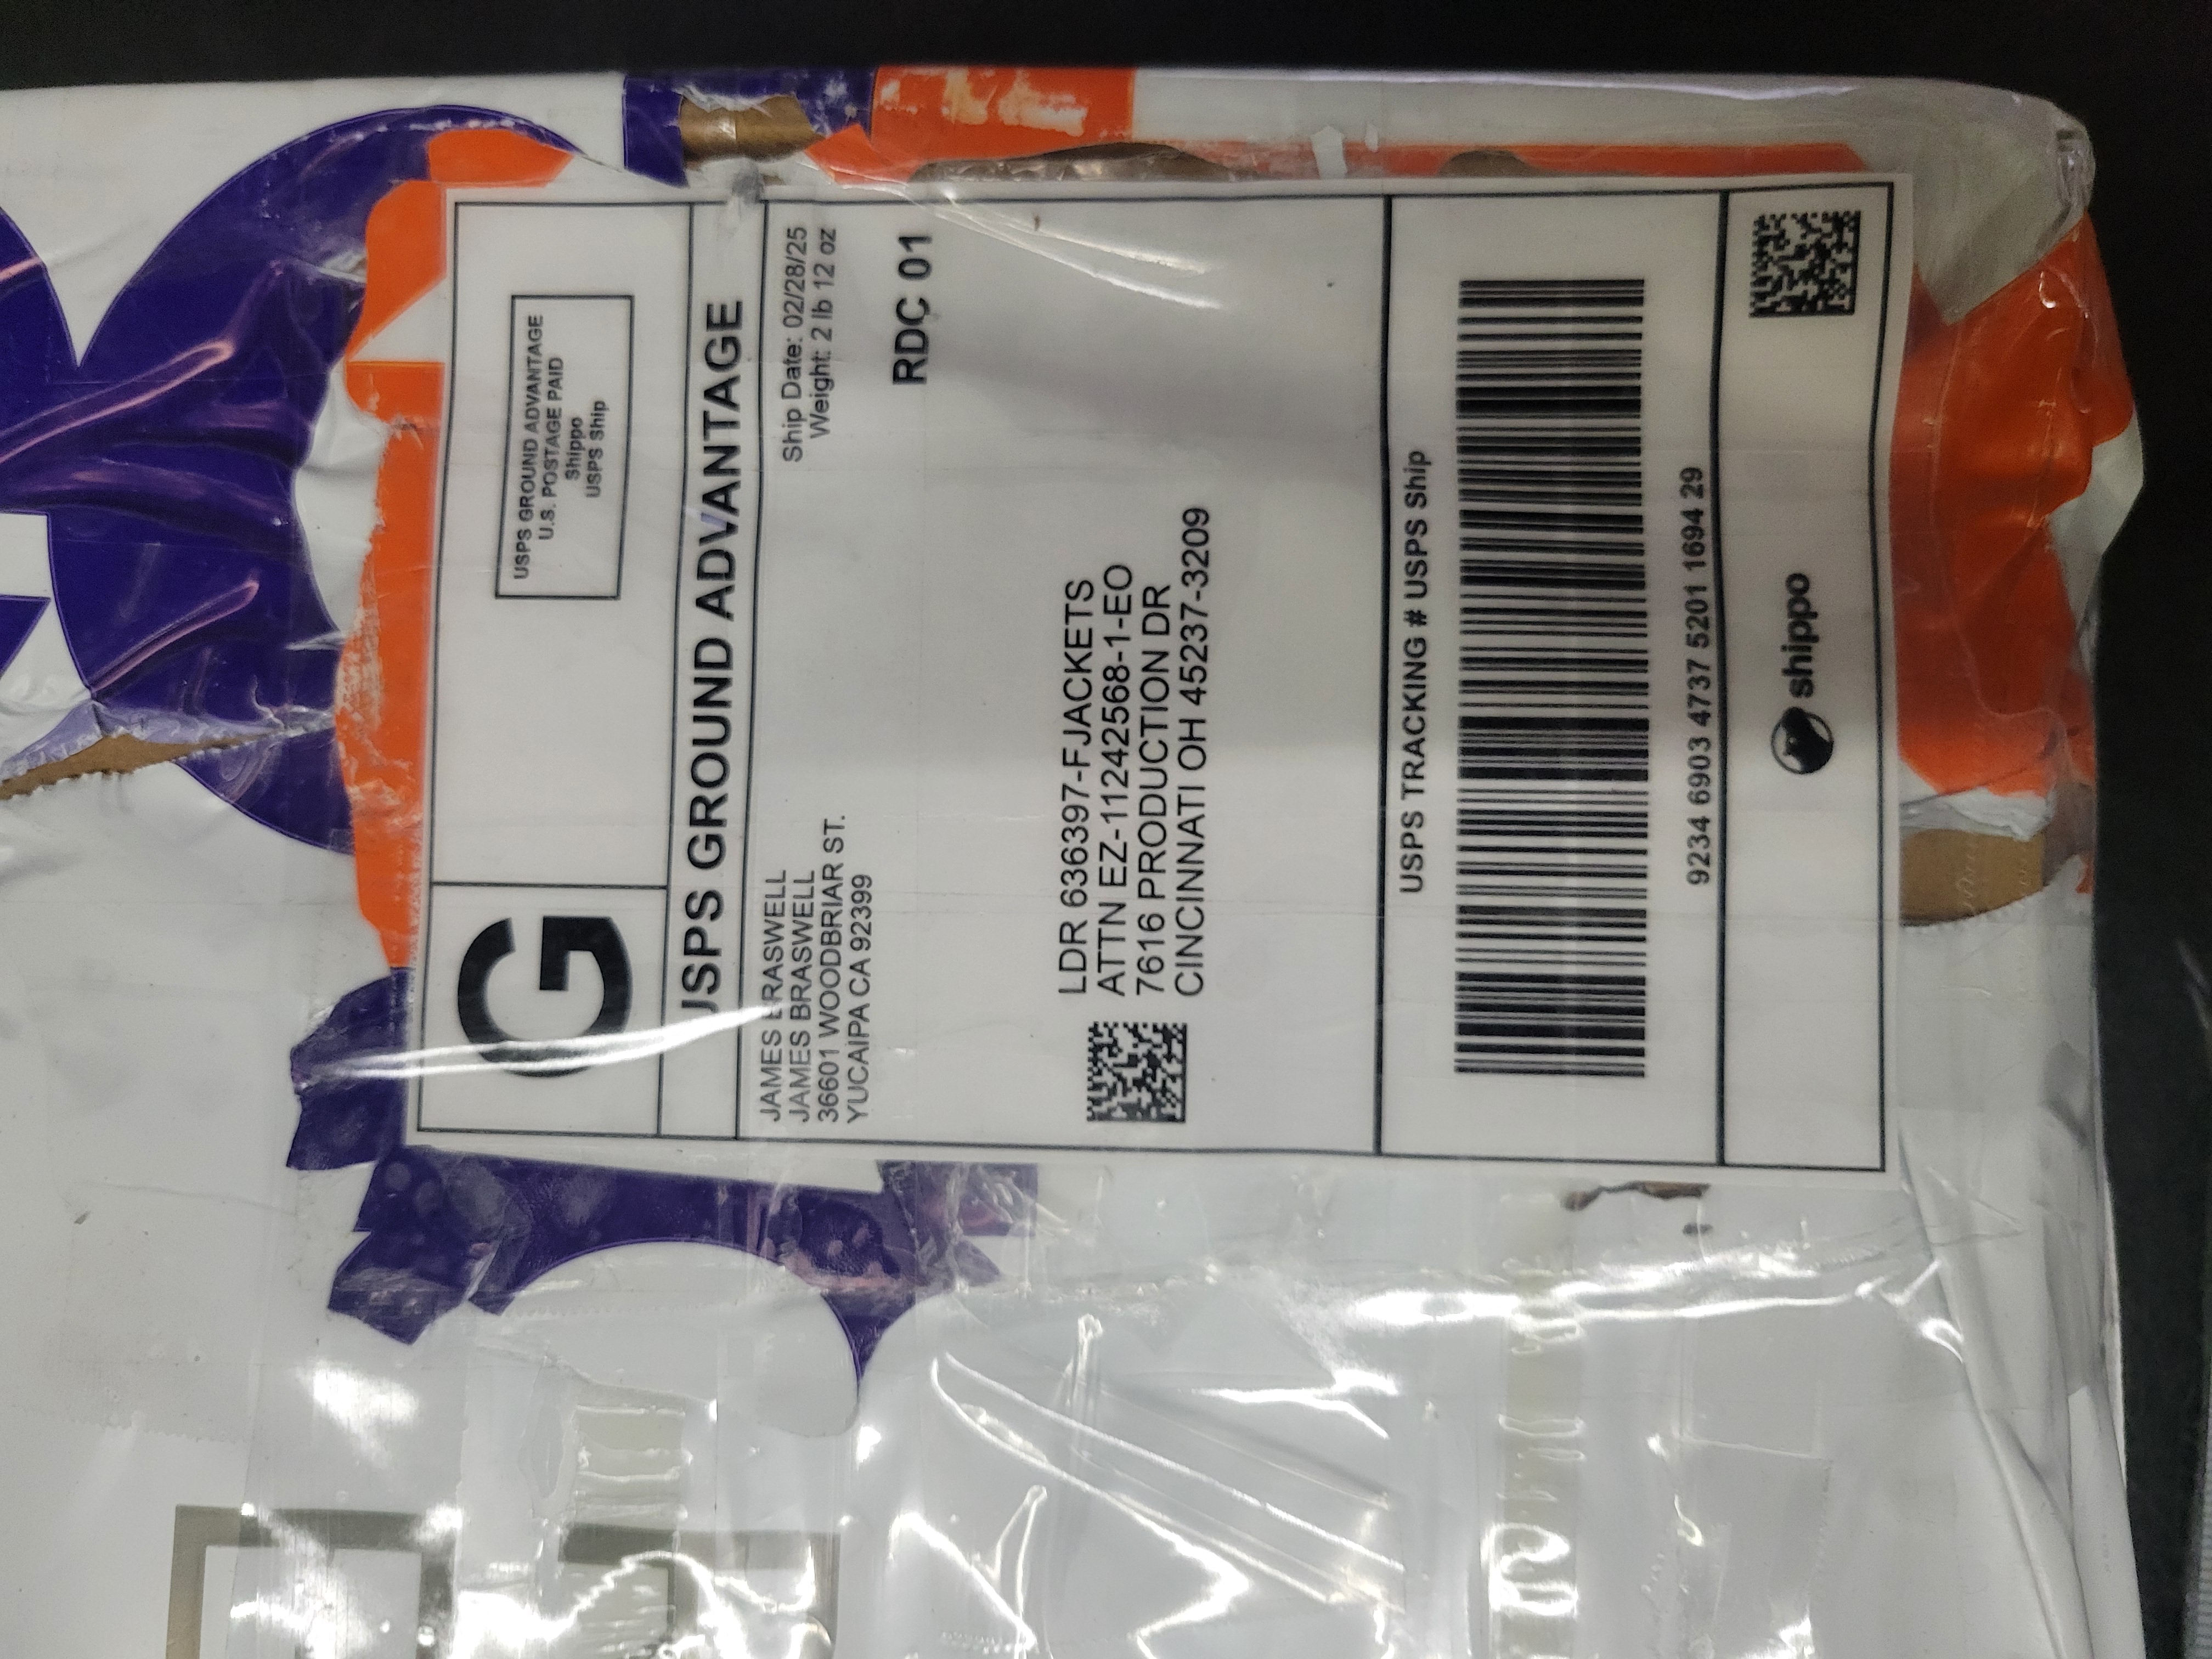 G
USPS GROUND ADVANTAGE
U.S. POSTAGE PAID
Shippo
USPS Ship
USPS GROUND ADVANTAGE
JAMES BRASWELL
JAMES BRASWELL
36601 WOODBRIAR ST.
YUCAIPA CA 92399
Ship Date: 02/28/25
Weight: 2 lb 12 oz
RDC 01
LDR 636397-FJACKETS
ATTN EZ-11242568-1-EO
7616 PRODUCTION DR
CINCINNATI OH 45237-3209
USPS TRACKING # USPS Ship
9234 6903 4737 5201 1694 29
shippo